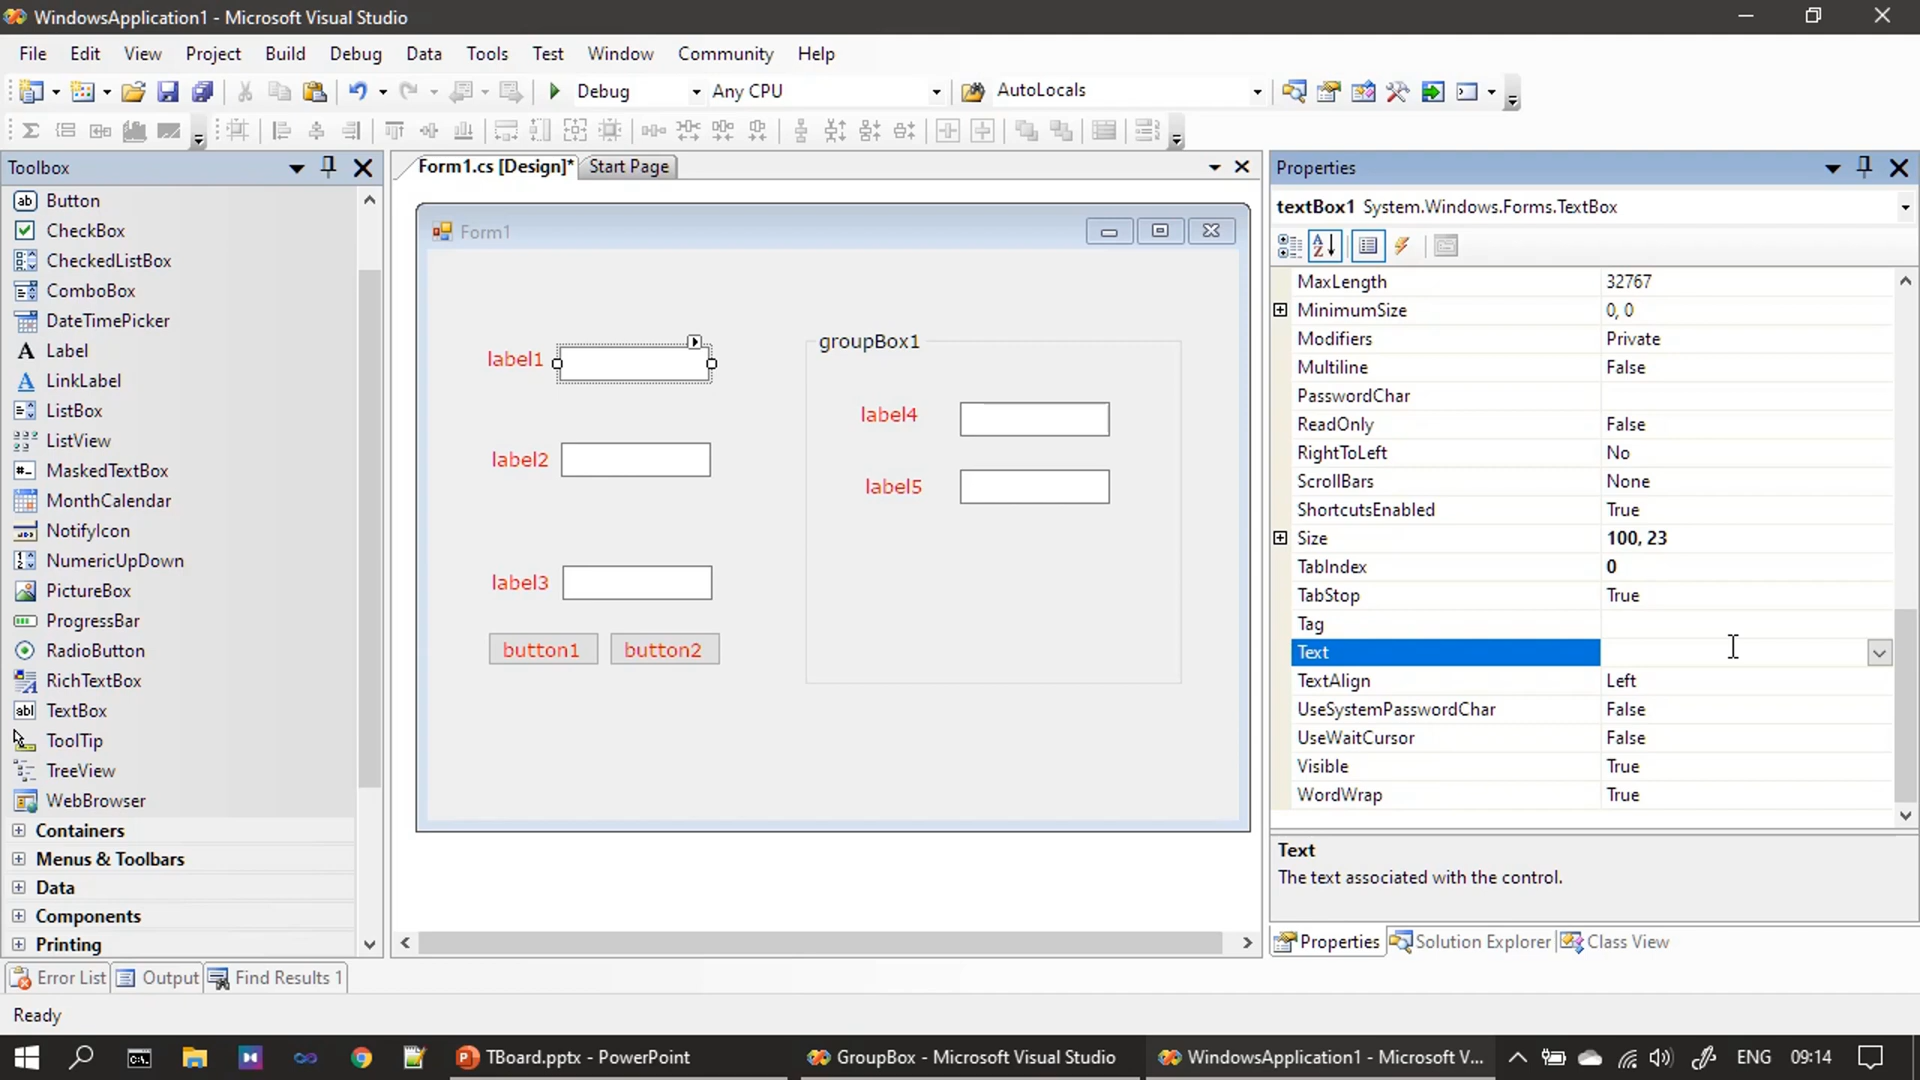 WindowsApplication1 - Microsoft Visual Studio
File Edit View Project Build Debug Data Tools Test Window Community Help
Debug Any CPU AutoLocals
Toolbox
Button
CheckBox
CheckedListBox
ComboBox
DateTimePicker
Label
LinkLabel
ListBox
ListView
MaskedTextBox
MonthCalendar
NotifyIcon
NumericUpDown
PictureBox
ProgressBar
RadioButton
RichTextBox
TextBox
ToolTip
TreeView
WebBrowser
Containers
Menus & Toolbars
Data
Components
Printing
Form1.cs [Design]* Start Page
Form1
label1
label2
label3
button1 button2
groupBox1
label4
label5
Properties
textBox1 System.Windows.Forms.TextBox
MaxLength 32767
MinimumSize 0, 0
Modifiers Private
Multiline False
PasswordChar
ReadOnly False
RightToLeft No
ScrollBars None
ShortcutsEnabled True
Size 100, 23
TabIndex 0
TabStop True
Tag
Text
TextAlign Left
UseSystemPasswordChar False
UseWaitCursor False
Visible True
WordWrap True
Text
The text associated with the control.
Properties Solution Explorer Class View
Error List Output Find Results 1
Ready
TBoard.pptx - PowerPoint GroupBox - Microsoft Visual Studio WindowsApplication1 - Microsoft V... ENG 09:14